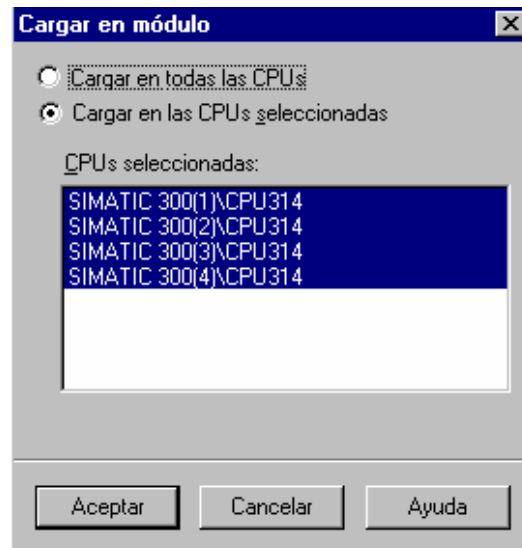 Cargar en módulo
Cargar en todas las CPUs
Cargar en las CPUs seleccionadas
CPUs seleccionadas:
SIMATIC 300(1)\CPU314
SIMATIC 300(2)\CPU314
SIMATIC 300(3)\CPU314
SIMATIC 300(4)\CPU314
Aceptar Cancelar Ayuda